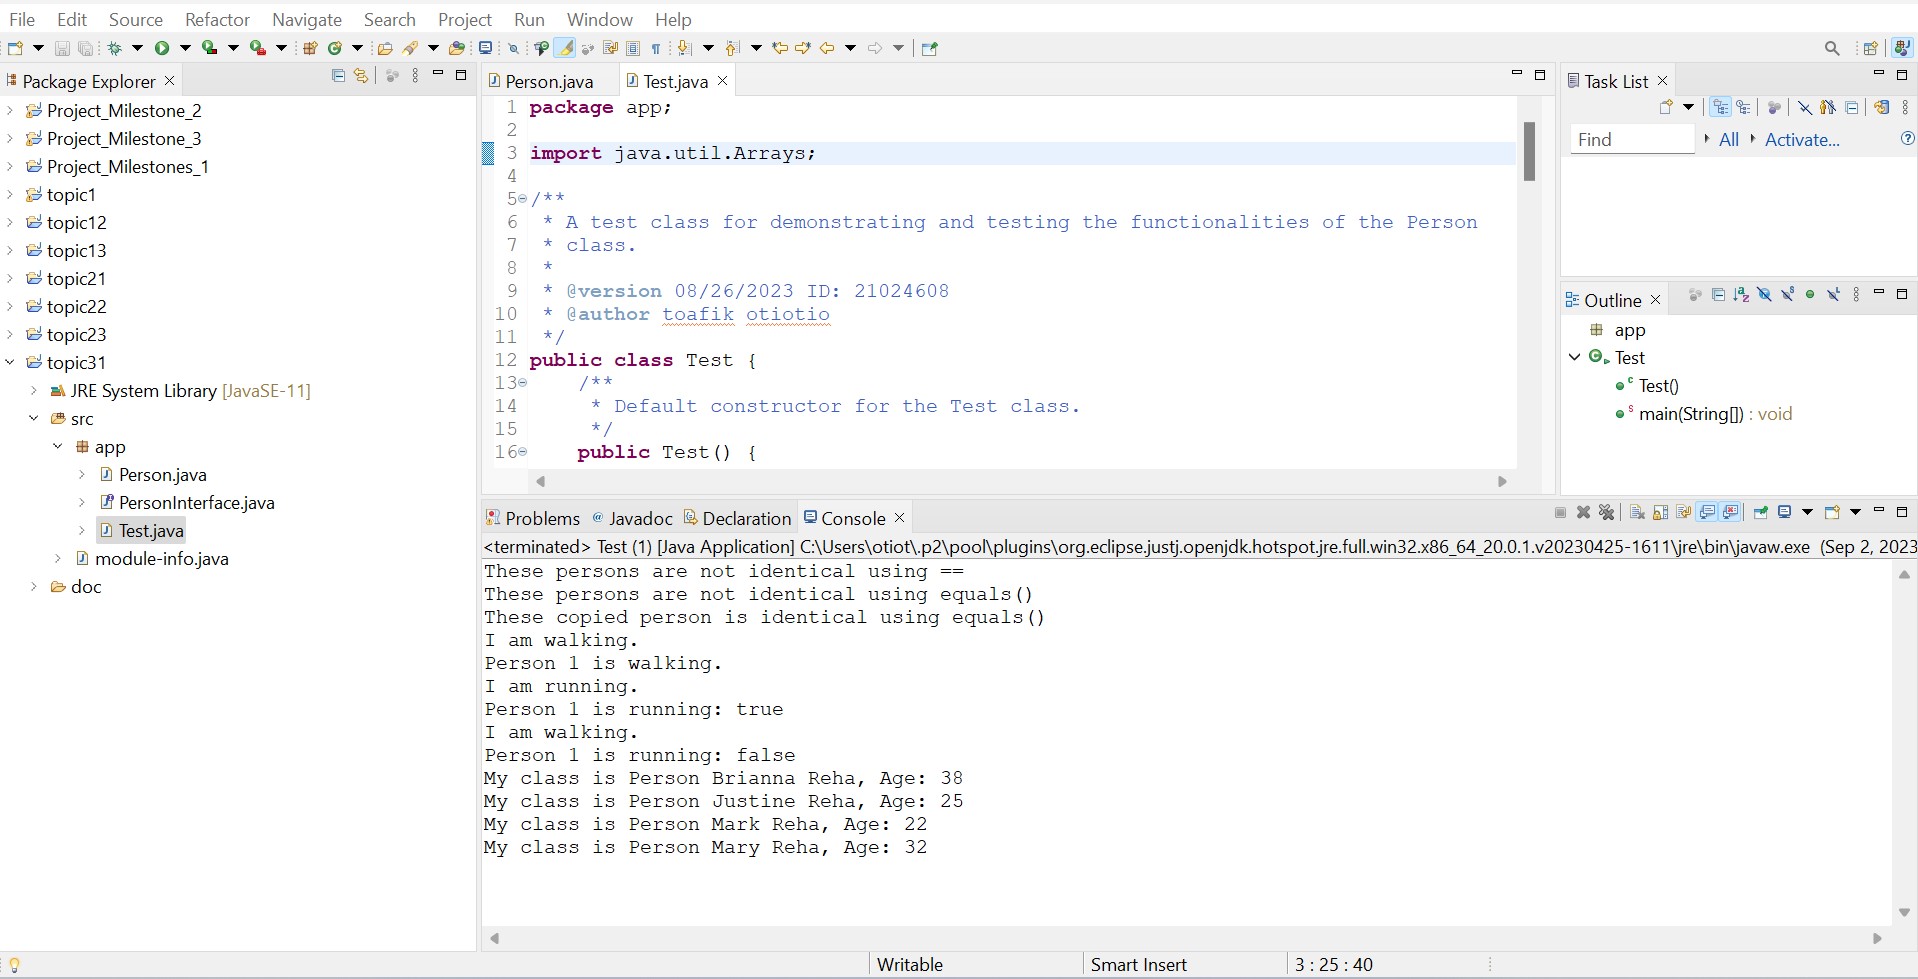 File Edit Source Refactor Navigate Search Project Run Window Help
Package Explorer
Project_Milestone_2
Project_Milestone_3
Project_Milestones_1
topic1
topic12
topic13
topic21
topic22
topic23
topic31
JRE System Library [JavaSE-11]
src
app
Person.java
PersonInterface.java
Test.java
module-info.java
doc
Person.java Test.java
1 package app;
2
3 import java.util.Arrays;
4
5 /**
6 * A test class for demonstrating and testing the functionalities of the Person
7 * class.
8 *
9 * @version 08/26/2023 ID: 21024608
10 * @author toafik otiotio
11 */
12 public class Test {
13 /**
14 * Default constructor for the Test class.
15 */
16 public Test() {
Task List
Find All Activate...
Outline
app
Test
Test()
main(String[]) : void
Problems Javadoc Declaration Console
<terminated> Test (1) [Java Application] C:\Users\otiot\.p2\pool\plugins\org.eclipse.justj.openjdk.hotspot.jre.full.win32.x86_64_20.0.1.v20230425-1611\jre\bin\javaw.exe (Sep 2, 2023
These persons are not identical using ==
These persons are not identical using equals()
These copied person is identical using equals()
I am walking.
Person 1 is walking.
I am running.
Person 1 is running: true
I am walking.
Person 1 is running: false
My class is Person Brianna Reha, Age: 38
My class is Person Justine Reha, Age: 25
My class is Person Mark Reha, Age: 22
My class is Person Mary Reha, Age: 32
Writable Smart Insert 3 : 25 : 40